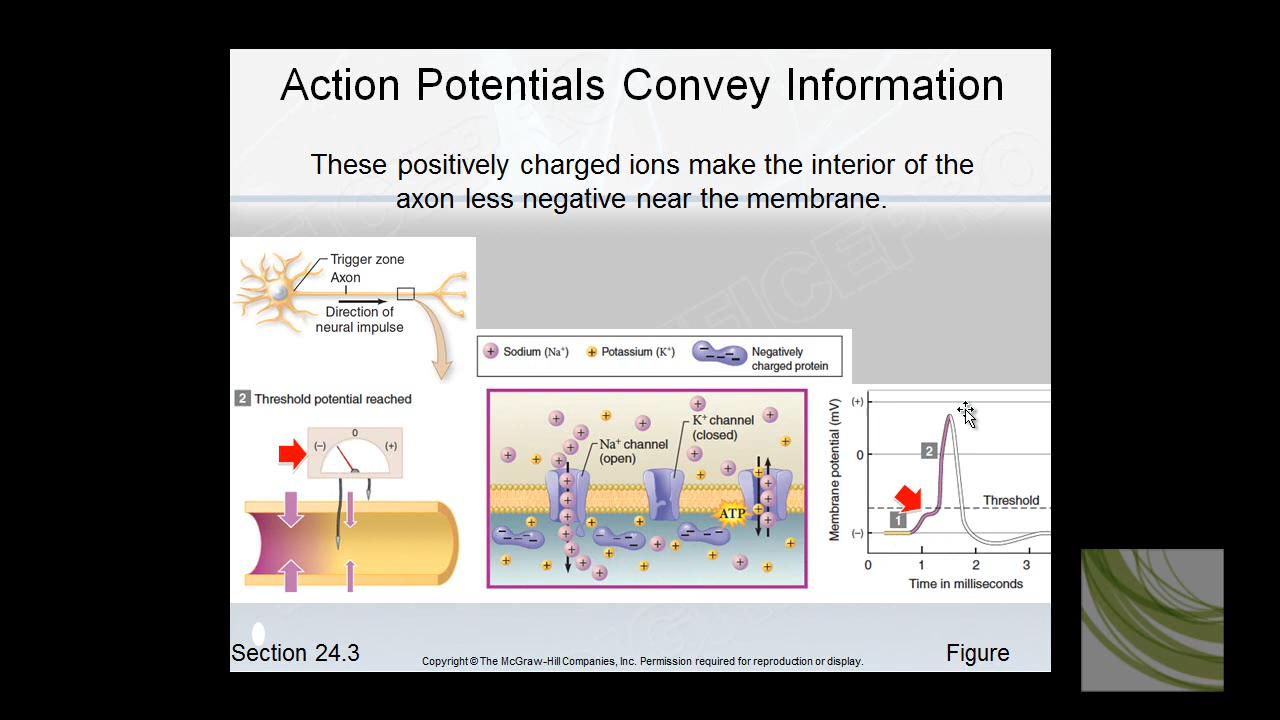 Action Potentials Convey Information
These positively charged ions make the interior of the
axon less negative near the membrane.
Trigger zone
Axon
Direction of
neural impulse
Sodium (Na⁺)
Potassium (K⁺)
Negatively
charged protein
2 Threshold potential reached
(–)
0
(+)
Na⁺ channel
(open)
K⁺ channel
(closed)
ATP
Membrane potential (mV)
(+)
0
(–)
2
1
Threshold
0 1 2 3
Time in milliseconds
Section 24.3
Copyright © The McGraw-Hill Companies, Inc. Permission required for reproduction or display.
Figure